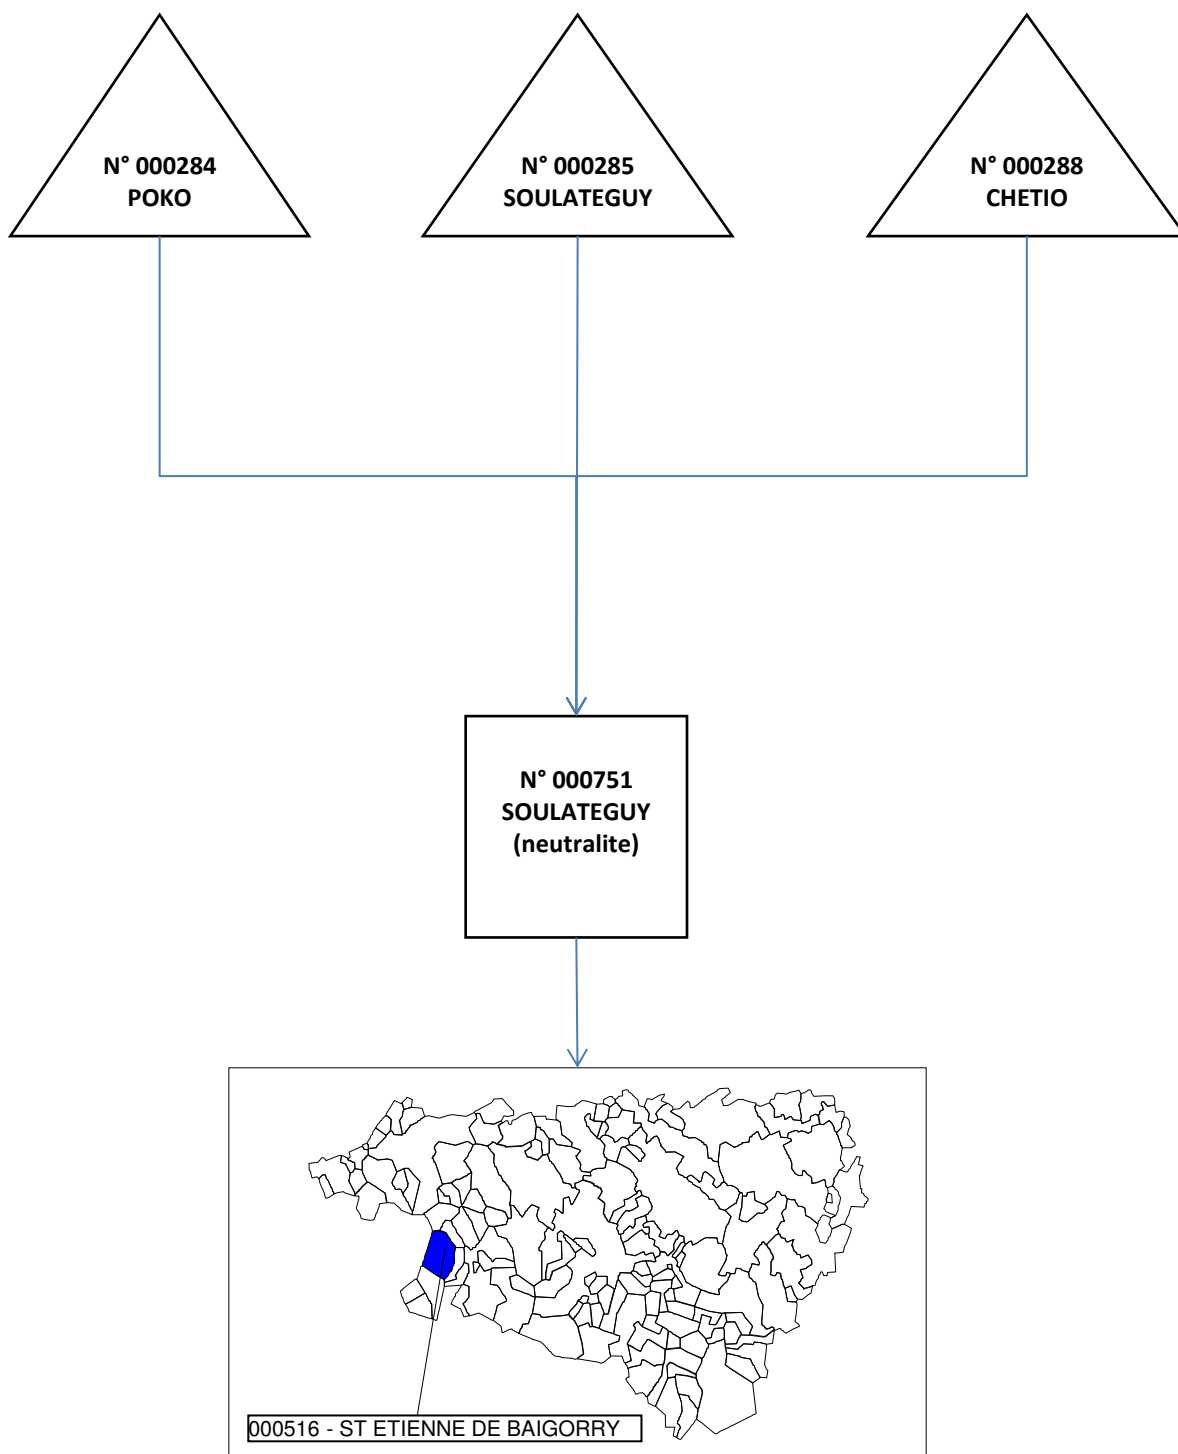 N° 000284
POKO
N° 000285
SOULATEGUY
N° 000288
CHETIO
N° 000751
SOULATEGUY
(neutralite)
000516 - ST ETIENNE DE BAIGORRY